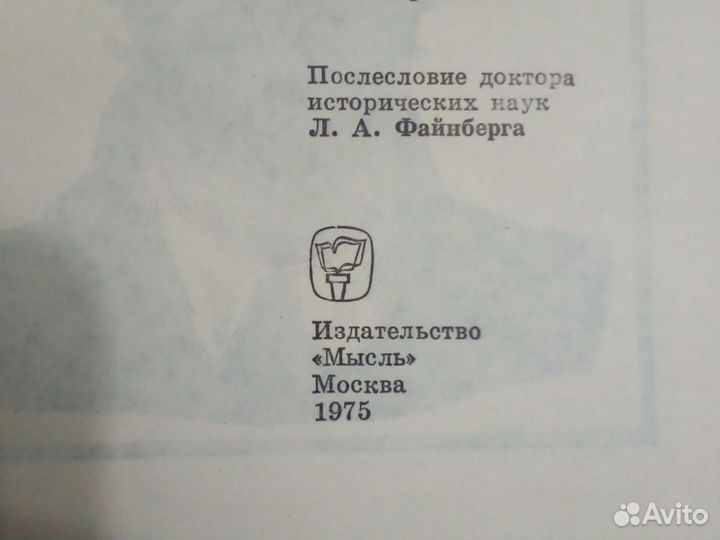 Послесловие доктора
исторических наук
Л. А. Файнберга
Издательство
«Мысль»
Москва
1975
Avito